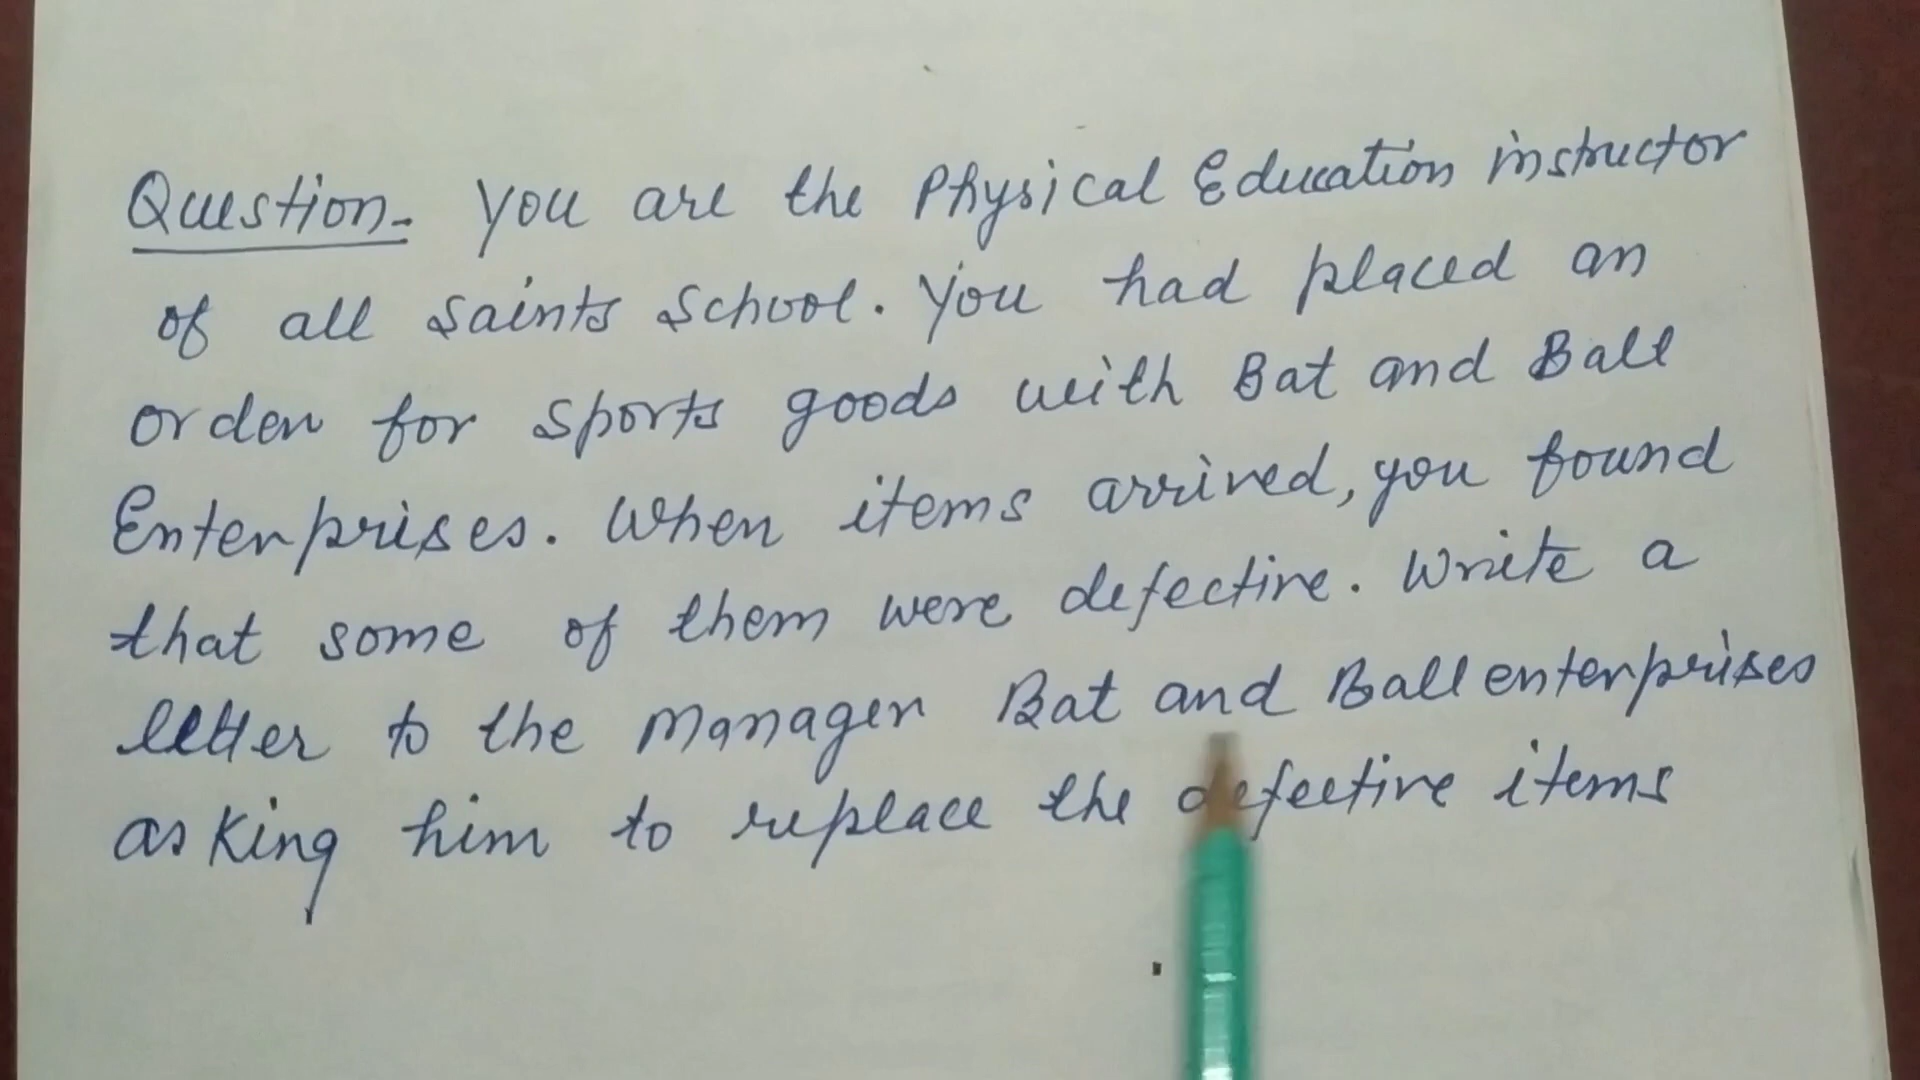 Question- You are the Physical Education instructor
of all Saints School. You had placed an
order for sports goods with Bat and Ball
Enterprises. When items arrived, you found
that some of them were defective. Write a
letter to the Manager Bat and Ball enterprises
asking him to replace the defective items